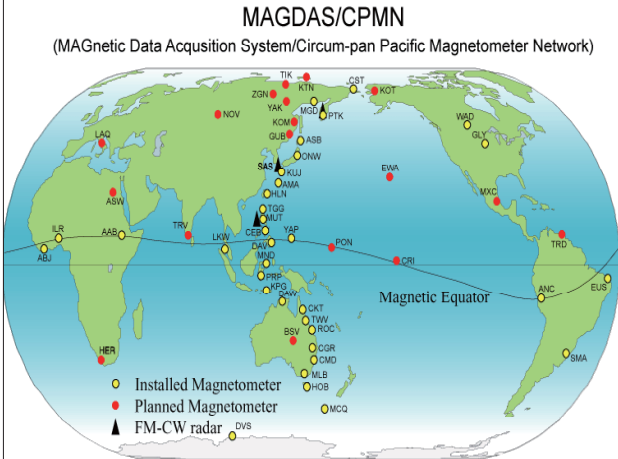 MAGDAS/CPMN
(MAGnetic Data Acqusition System/Circum-pan Pacific Magnetometer Network)
TIK
KTN
CST
KOT
ZGN
YAK
MGD
PTK
NOV
KOM
WAD
GLY
LAQ
GUB
ASB
ONW
SAS
KUJ
EWA
AMA
ASW
HLN
MXC
TGG
MUT
ILR
AAB
TRV
CEB
YAP
TRD
LKW
DAV
PON
ABJ
MND
CRI
PRP
EUS
KPG
Magnetic Equator
ANC
DAW
CKT
TWV
ROC
BSV
HER
CGR
CMD
SMA
MLB
Installed Magnetometer
HOB
Planned Magnetometer
MCQ
FM-CW radar
DVS